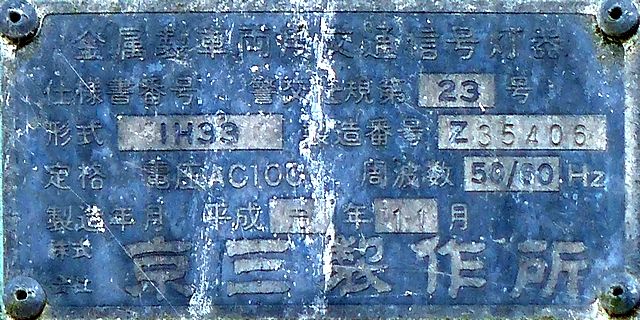 金属製車両用交通信号灯器
仕様書番号 警交仕規第 23 号
形式 1H33 製造番号 Z35406
定格 電圧AC100V 周波数 50/60 Hz
製造年月 平成 元 年 11 月
株式会社 京三製作所